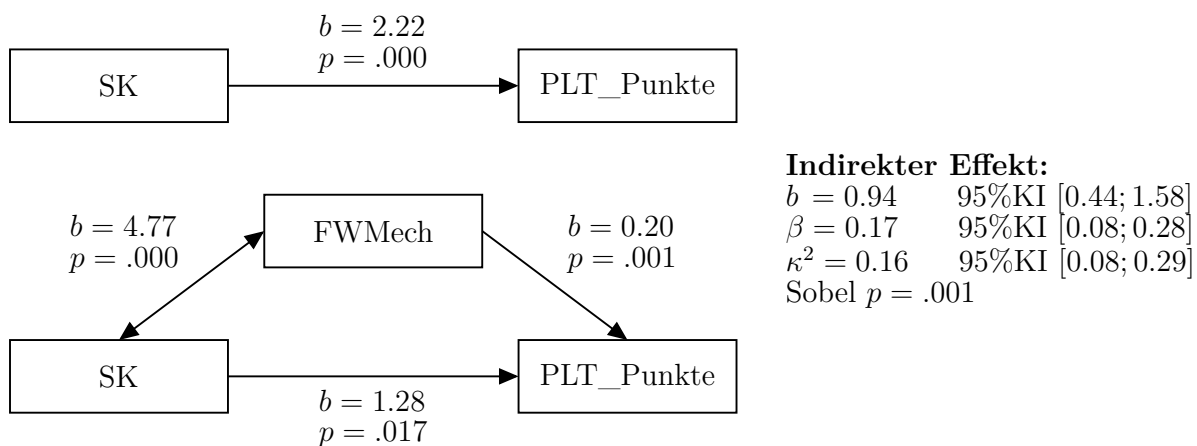 b = 2.22
p = .000
SK
PLT_Punkte
b = 4.77
p = .000
FWMech
b = 0.20
p = .001
SK
PLT_Punkte
b = 1.28
p = .017
Indirekter Effekt:
b = 0.94 95%KI [0.44; 1.58]
β = 0.17 95%KI [0.08; 0.28]
κ² = 0.16 95%KI [0.08; 0.29]
Sobel p = .001